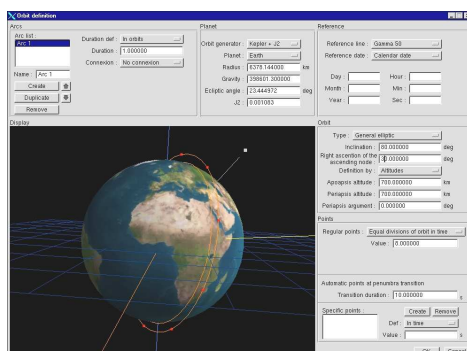 Orbit definition
Arcs
Arc list :
Arc 1
Name : Arc 1
Create
Duplicate
Remove
Duration def : In orbits
Duration : 1.000000
Connexion : No connexion
Planet
Orbit generator : Kepler + J2
Planet : Earth
Radius : 6378.144000 km
Gravity : 398601.300000
Ecliptic angle : 23.444972 deg
J2 : 0.001083
Reference
Reference line : Gamma 50
Reference date : Calendar date
Day : Hour :
Month Min :
Year : Sec :
Display
Orbit
Type : General elliptic
Inclination : 80.000000 deg
Right ascention of the
ascending node : 30.000000 deg
Definition by : Altitudes
Apoapsis altitude : 700.000000 km
Periapsis altitude : 700.000000 km
Periapsis argument : 0.000000 deg
Points
Regular points : Equal divisions of orbit in time
Value : 8.000000
Automatic points at penumbra transition
Transition duration : 10.000000 s
Specific points : Create Remove
Def : In time
Value : s